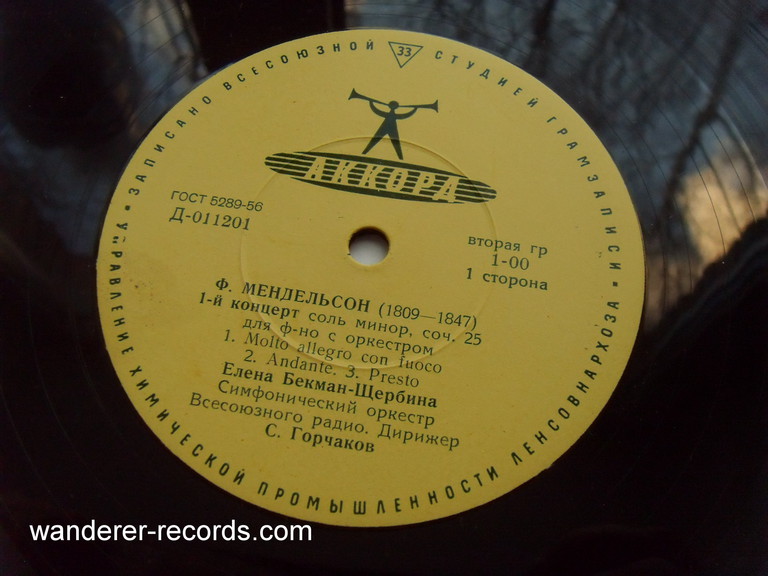 ЗАПИСАНО ВСЕСОЮЗНОЙ 33 СТУДИЕЙ ГРАМЗАПИСИ •
УПРАВЛЕНИЕ ХИМИЧЕСКОЙ ПРОМЫШЛЕННОСТИ ЛЕНСОВНАРХОЗА •
АККОРД
ГОСТ 5289-56
Д-011201
вторая гр
1-00
1 сторона
Ф. МЕНДЕЛЬСОН (1809—1847)
1-й концерт соль минор, соч. 25
для ф-но с оркестром
1. Molto allegro con fuoco
2. Andante. 3. Presto
Елена Бекман-Щербина
Симфонический оркестр
Всесоюзного радио. Дирижер
С. Горчаков
wanderer-records.com